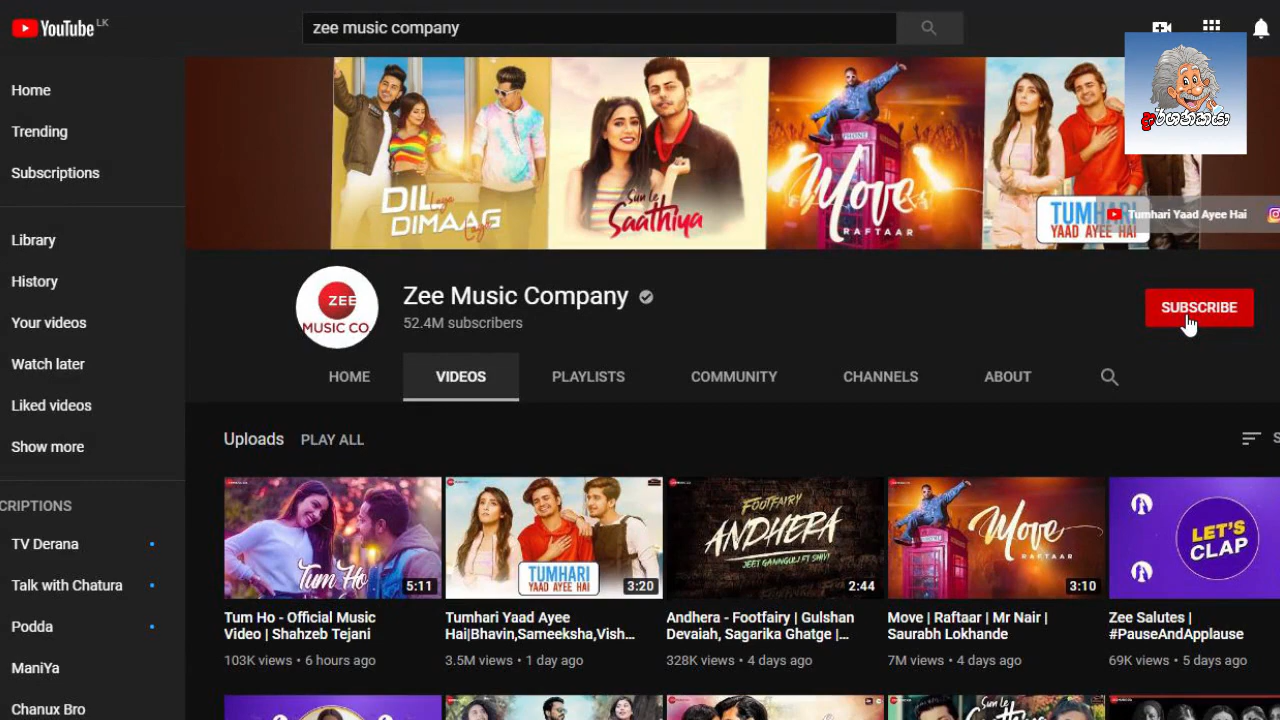 YouTube LK
zee music company
Home
Trending
Subscriptions
Library
History
Your videos
Watch later
Liked videos
Show more
CRIPTIONS
TV Derana
Talk with Chatura
Podda
ManiYa
Chanux Bro
DIL
DIMAAG
Sun Le
Saathiya
PHONE
Move
RAFTAAR
TUMHARI
YAAD AYEE HAI
Tumhari Yaad Ayee Hai
ZEE
MUSIC CO.
Zee Music Company
52.4M subscribers
SUBSCRIBE
HOME
VIDEOS
PLAYLISTS
COMMUNITY
CHANNELS
ABOUT
Uploads PLAY ALL
S
Tum Ho
5:11
TUMHARI
YAAD AYEE HAI
3:20
FOOTFAIRY
ANDHERA
2:44
Move
RAFTAAR
3:10
LET'S
CLAP
Tum Ho - Official Music
Video | Shahzeb Tejani
103K views • 6 hours ago
Tumhari Yaad Ayee
Hai|Bhavin,Sameeksha,Vish...
3.5M views • 1 day ago
Andhera - Footfairy | Gulshan
Devaiah, Sagarika Ghatge |...
328K views • 4 days ago
Move | Raftaar | Mr Nair |
Saurabh Lokhande
7M views • 4 days ago
Zee Salutes |
#PauseAndApplause
69K views • 5 days ago
Sun Le